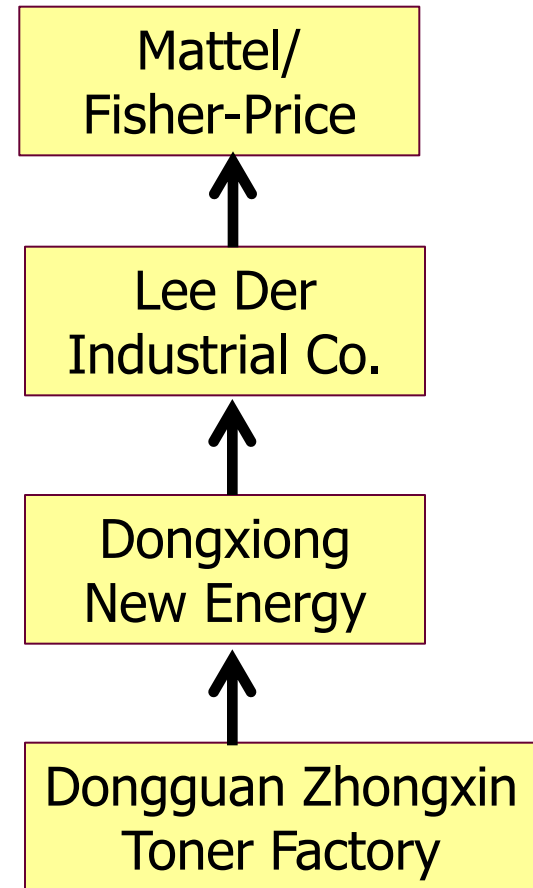 Mattel/
Fisher-Price
Lee Der
Industrial Co.
Dongxiong
New Energy
Dongguan Zhongxin
Toner Factory